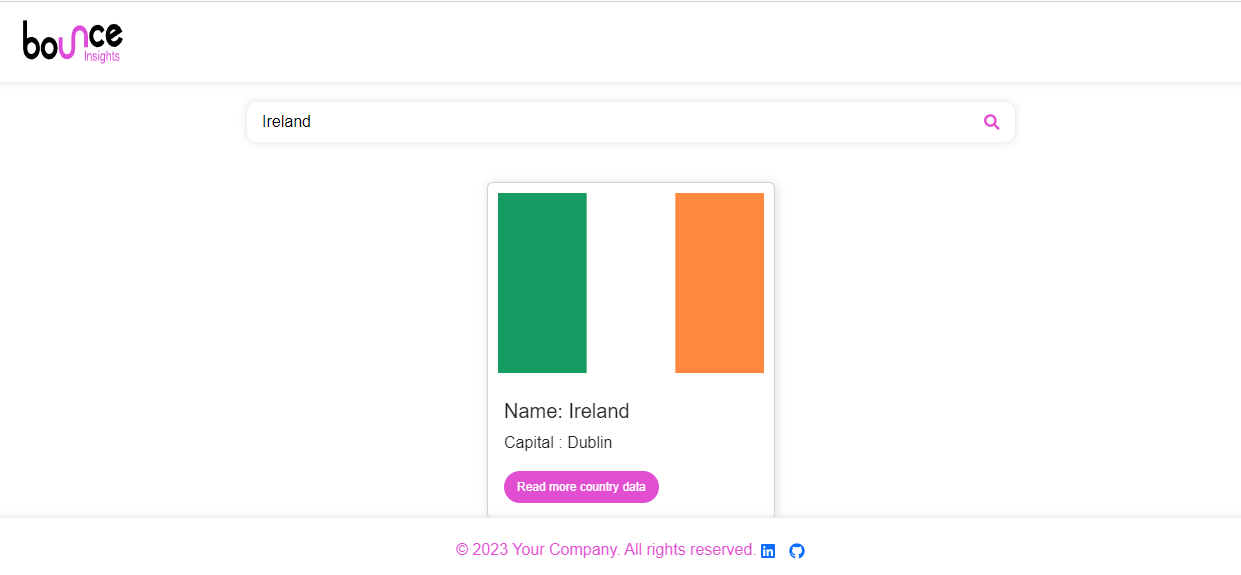 bounce
Insights
Ireland
Name: Ireland
Capital : Dublin
Read more country data
© 2023 Your Company. All rights reserved.